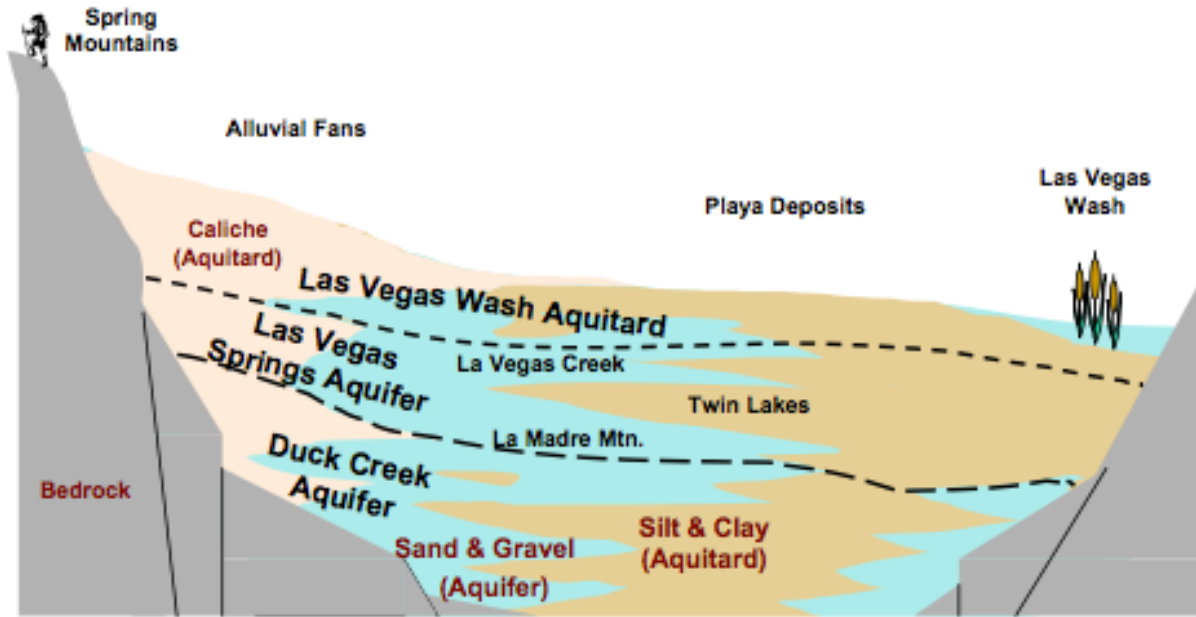 Spring
Mountains
Alluvial Fans
Las Vegas
Wash
Playa Deposits
Caliche
(Aquitard)
Las Vegas Wash Aquitard
Las Vegas
Springs Aquifer
La Vegas Creek
Twin Lakes
La Madre Mtn.
Duck Creek
Aquifer
Bedrock
Silt & Clay
(Aquitard)
Sand & Gravel
(Aquifer)